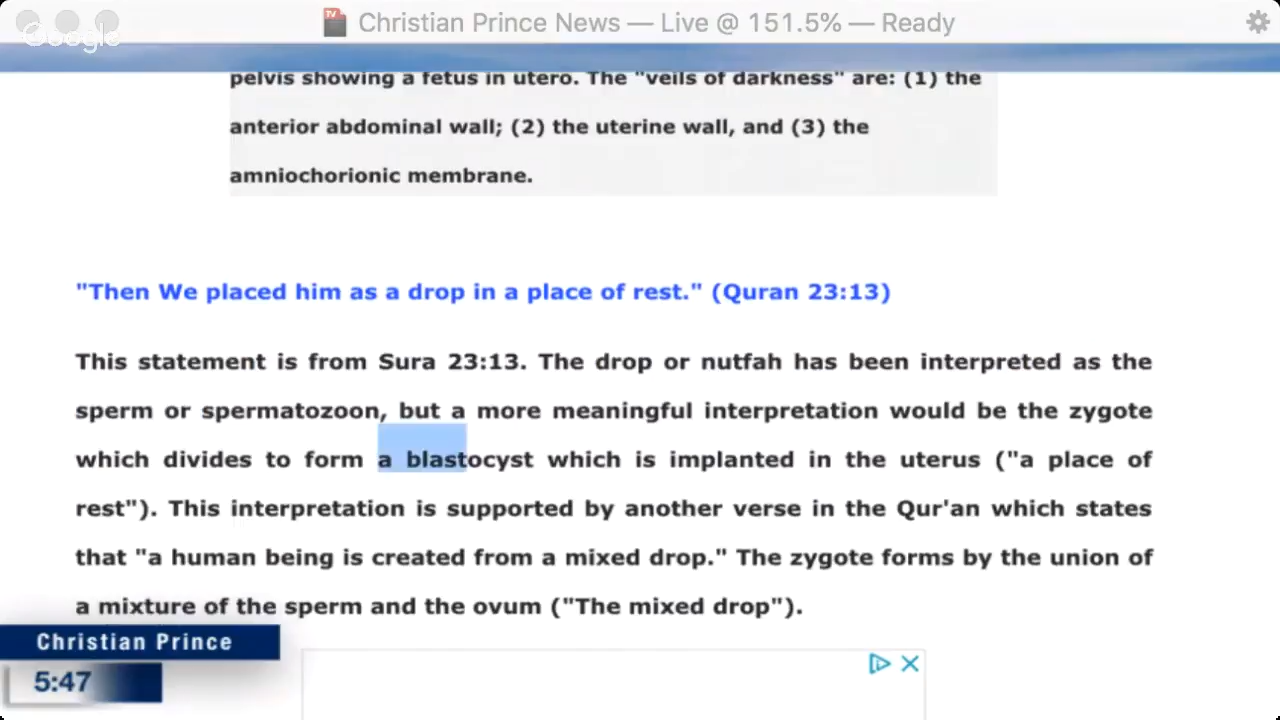 Christian Prince News — Live @ 151.5% — Ready
Google
pelvis showing a fetus in utero. The "veils of darkness" are: (1) the
anterior abdominal wall; (2) the uterine wall, and (3) the
amniochorionic membrane.
"Then We placed him as a drop in a place of rest." (Quran 23:13)
This statement is from Sura 23:13. The drop or nutfah has been interpreted as the
sperm or spermatozoon, but a more meaningful interpretation would be the zygote
which divides to form a blastocyst which is implanted in the uterus ("a place of
rest"). This interpretation is supported by another verse in the Qur'an which states
that "a human being is created from a mixed drop." The zygote forms by the union of
a mixture of the sperm and the ovum ("The mixed drop").
Christian Prince
5:47